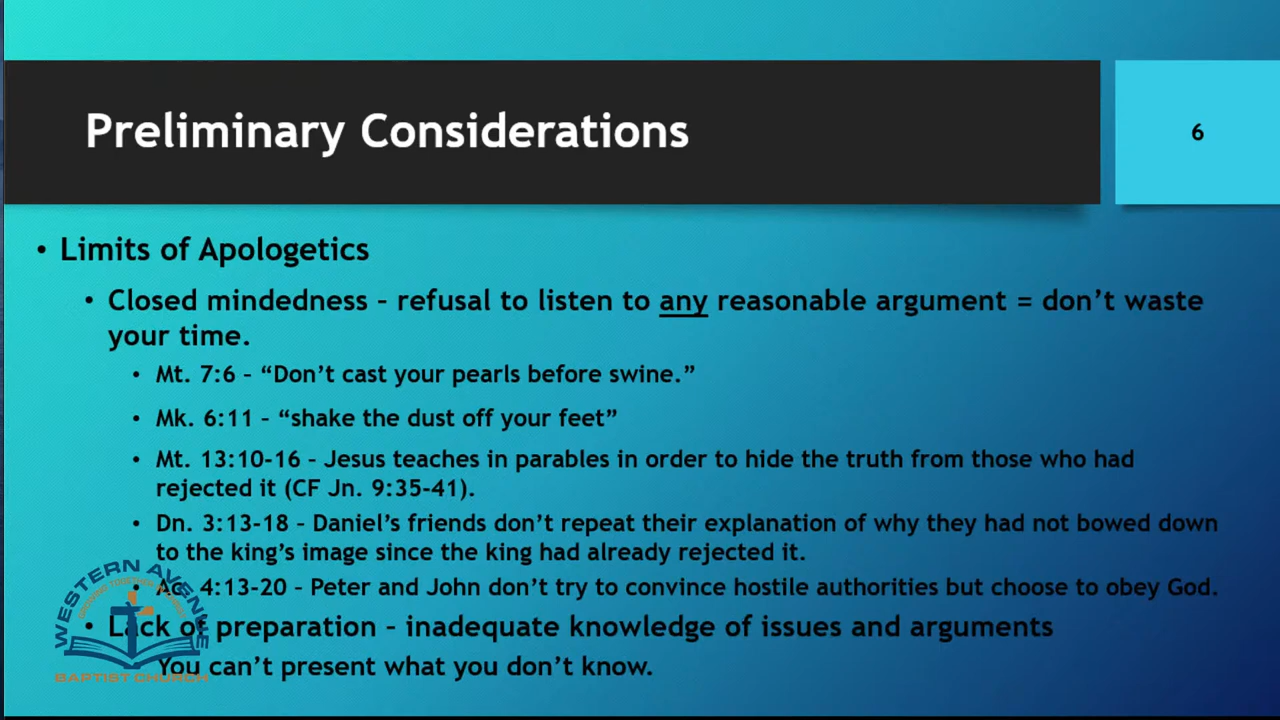 Preliminary Considerations
6
• Limits of Apologetics
• Closed mindedness – refusal to listen to any reasonable argument = don’t waste
your time.
• Mt. 7:6 – “Don’t cast your pearls before swine.”
• Mk. 6:11 – “shake the dust off your feet”
• Mt. 13:10-16 – Jesus teaches in parables in order to hide the truth from those who had
rejected it (CF Jn. 9:35-41).
• Dn. 3:13-18 – Daniel’s friends don’t repeat their explanation of why they had not bowed down
to the king’s image since the king had already rejected it.
• Ac. 4:13-20 – Peter and John don’t try to convince hostile authorities but choose to obey God.
• Lack of preparation – inadequate knowledge of issues and arguments
You can’t present what you don’t know.
WESTERN AVENUE
BAPTIST CHURCH